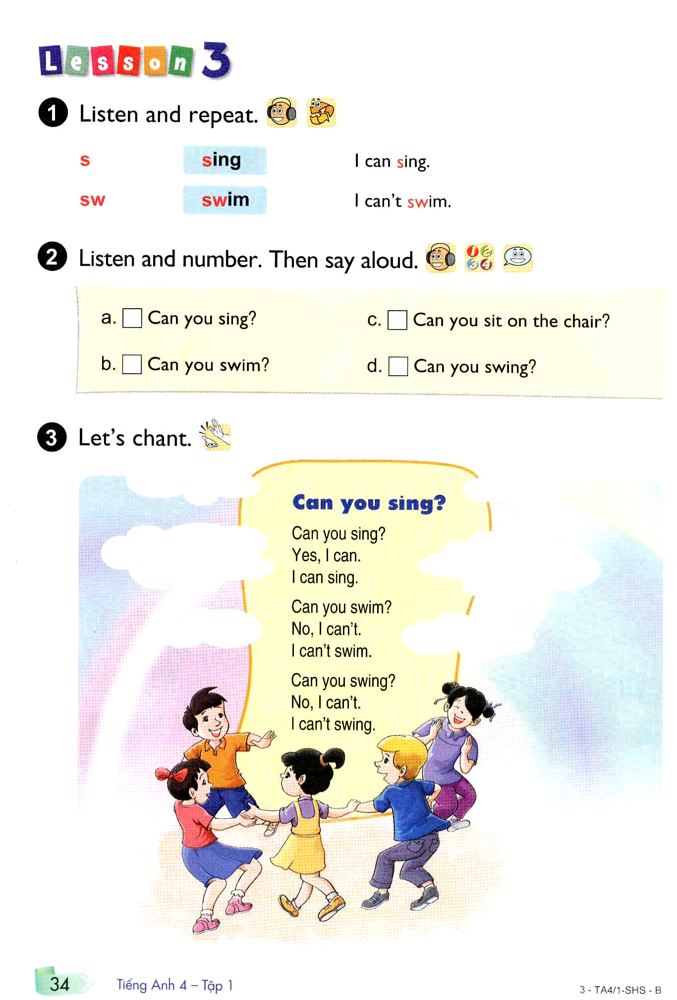 Lesson 3
1 Listen and repeat.
s sing I can sing.
sw swim I can't swim.
2 Listen and number. Then say aloud.
a. Can you sing?
b. Can you swim?
c. Can you sit on the chair?
d. Can you swing?
3 Let's chant.
Can you sing?
Can you sing?
Yes, I can.
I can sing.
Can you swim?
No, I can't.
I can't swim.
Can you swing?
No, I can't.
I can't swing.
34 Tiếng Anh 4 – Tập 1
3 - TA4/1-SHS - B